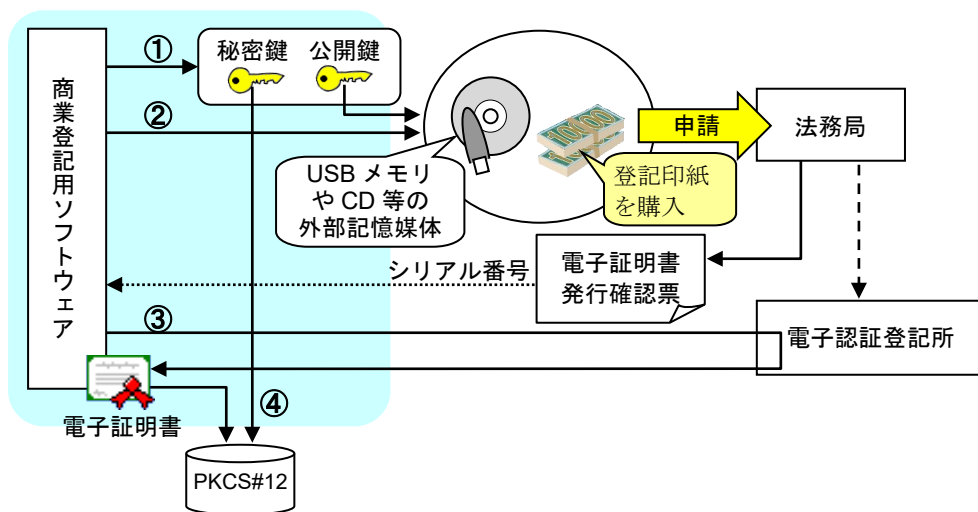 ①
秘密鍵
公開鍵
商業登記用ソフトウェア
②
USB メモリ
や CD 等の
外部記憶媒体
10000
登記印紙
を購入
申請
法務局
シリアル番号
電子証明書
発行確認票
③
電子認証登記所
電子証明書
④
PKCS#12